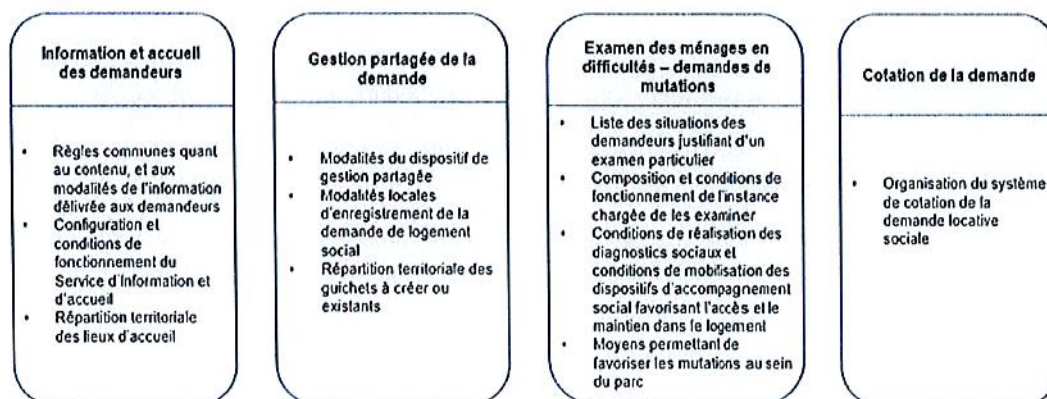 Information et accueil
des demandeurs
• Règles communes quant
au contenu, et aux
modalités de l'information
délivrée aux demandeurs
• Configuration et
conditions de
fonctionnement du
Service d'Information et
d'accueil
• Répartition territoriale
des lieux d'accueil
Gestion partagée de la
demande
• Modalités du dispositif de
gestion partagée
• Modalités locales
d'enregistrement de la
demande de logement
social
• Répartition territoriale des
guichets à créer ou
existants
Examen des ménages en
difficultés – demandes de
mutations
• Liste des situations des
demandeurs justifiant d'un
examen particulier
• Composition et conditions de
fonctionnement de l'instance
chargée de les examiner
• Conditions de réalisation des
diagnostics sociaux et
conditions de mobilisation des
dispositifs d'accompagnement
social favorisant l'accès et le
maintien dans le logement
• Moyens permettant de
favoriser les mutations au sein
du parc
Cotation de la demande
• Organisation du système
de cotation de la
demande locative
sociale